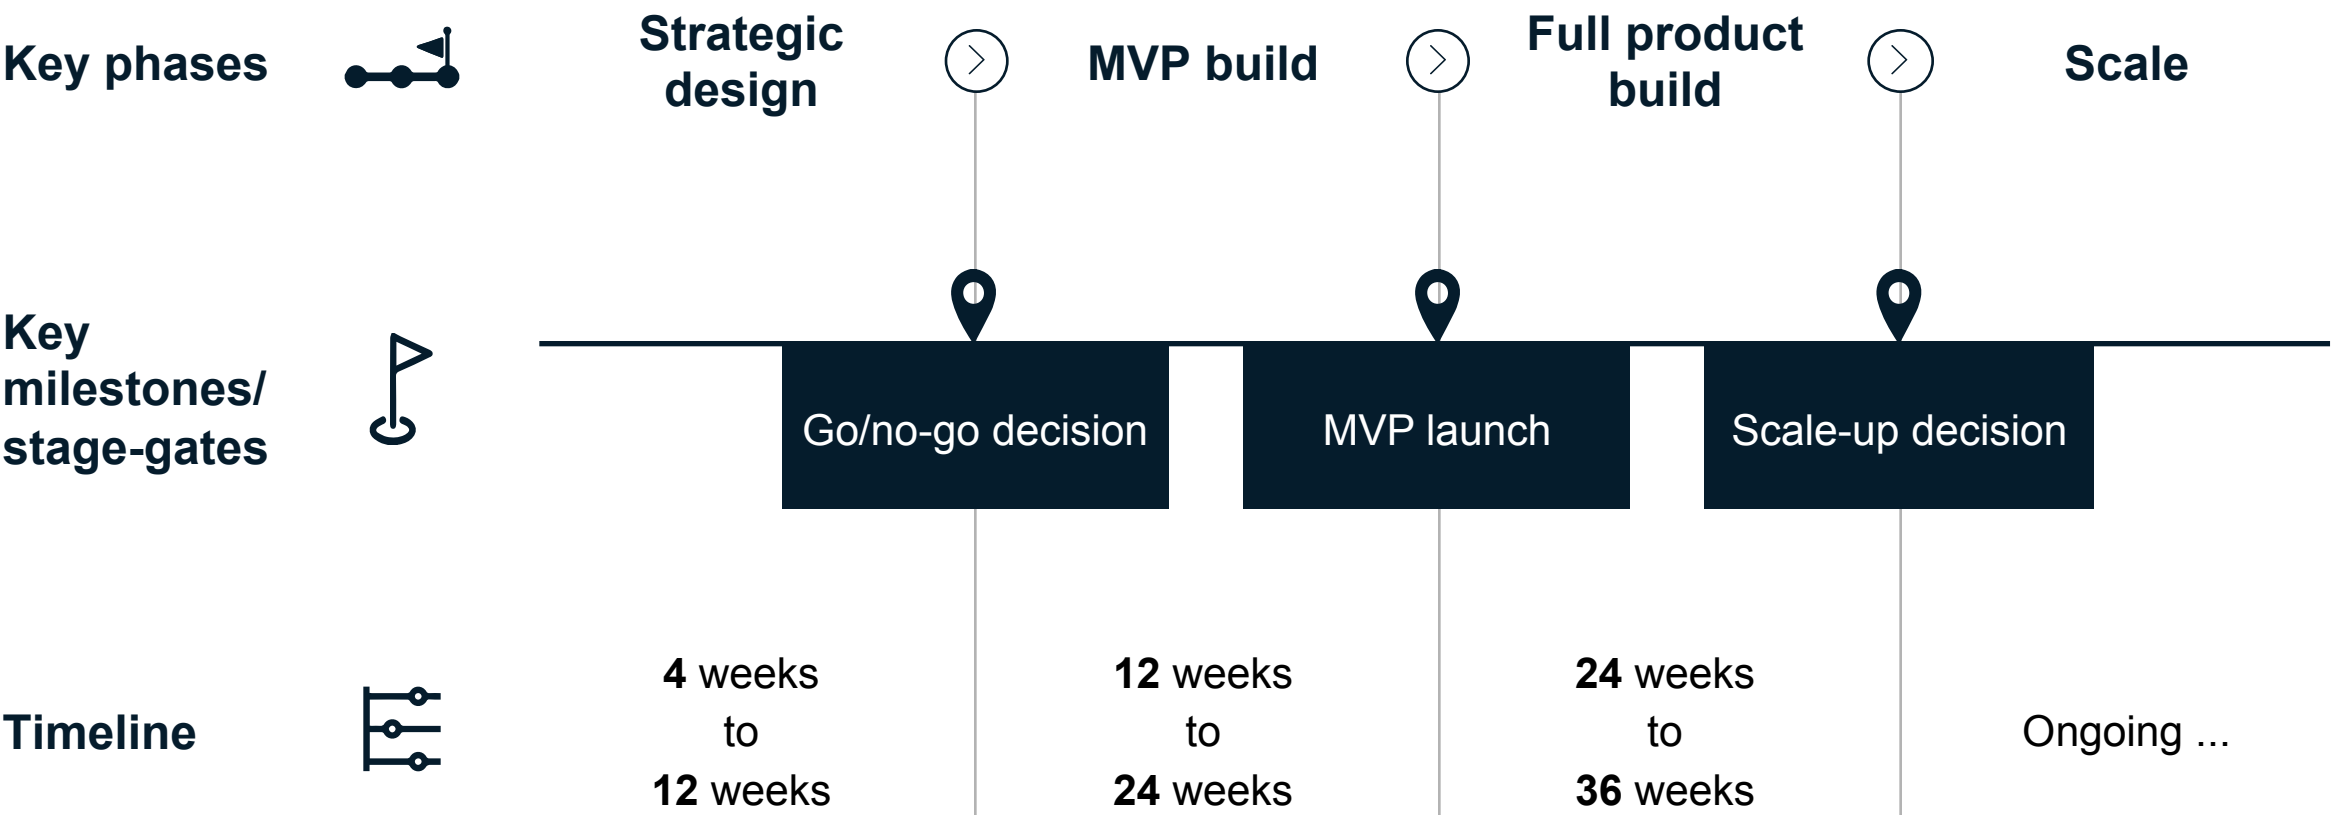 Key phases
Strategic
design
MVP build
Full product
build
Scale
Key
milestones/
stage-gates
Go/no-go decision
MVP launch
Scale-up decision
Timeline
4 weeks
to
12 weeks
12 weeks
to
24 weeks
24 weeks
to
36 weeks
Ongoing ...